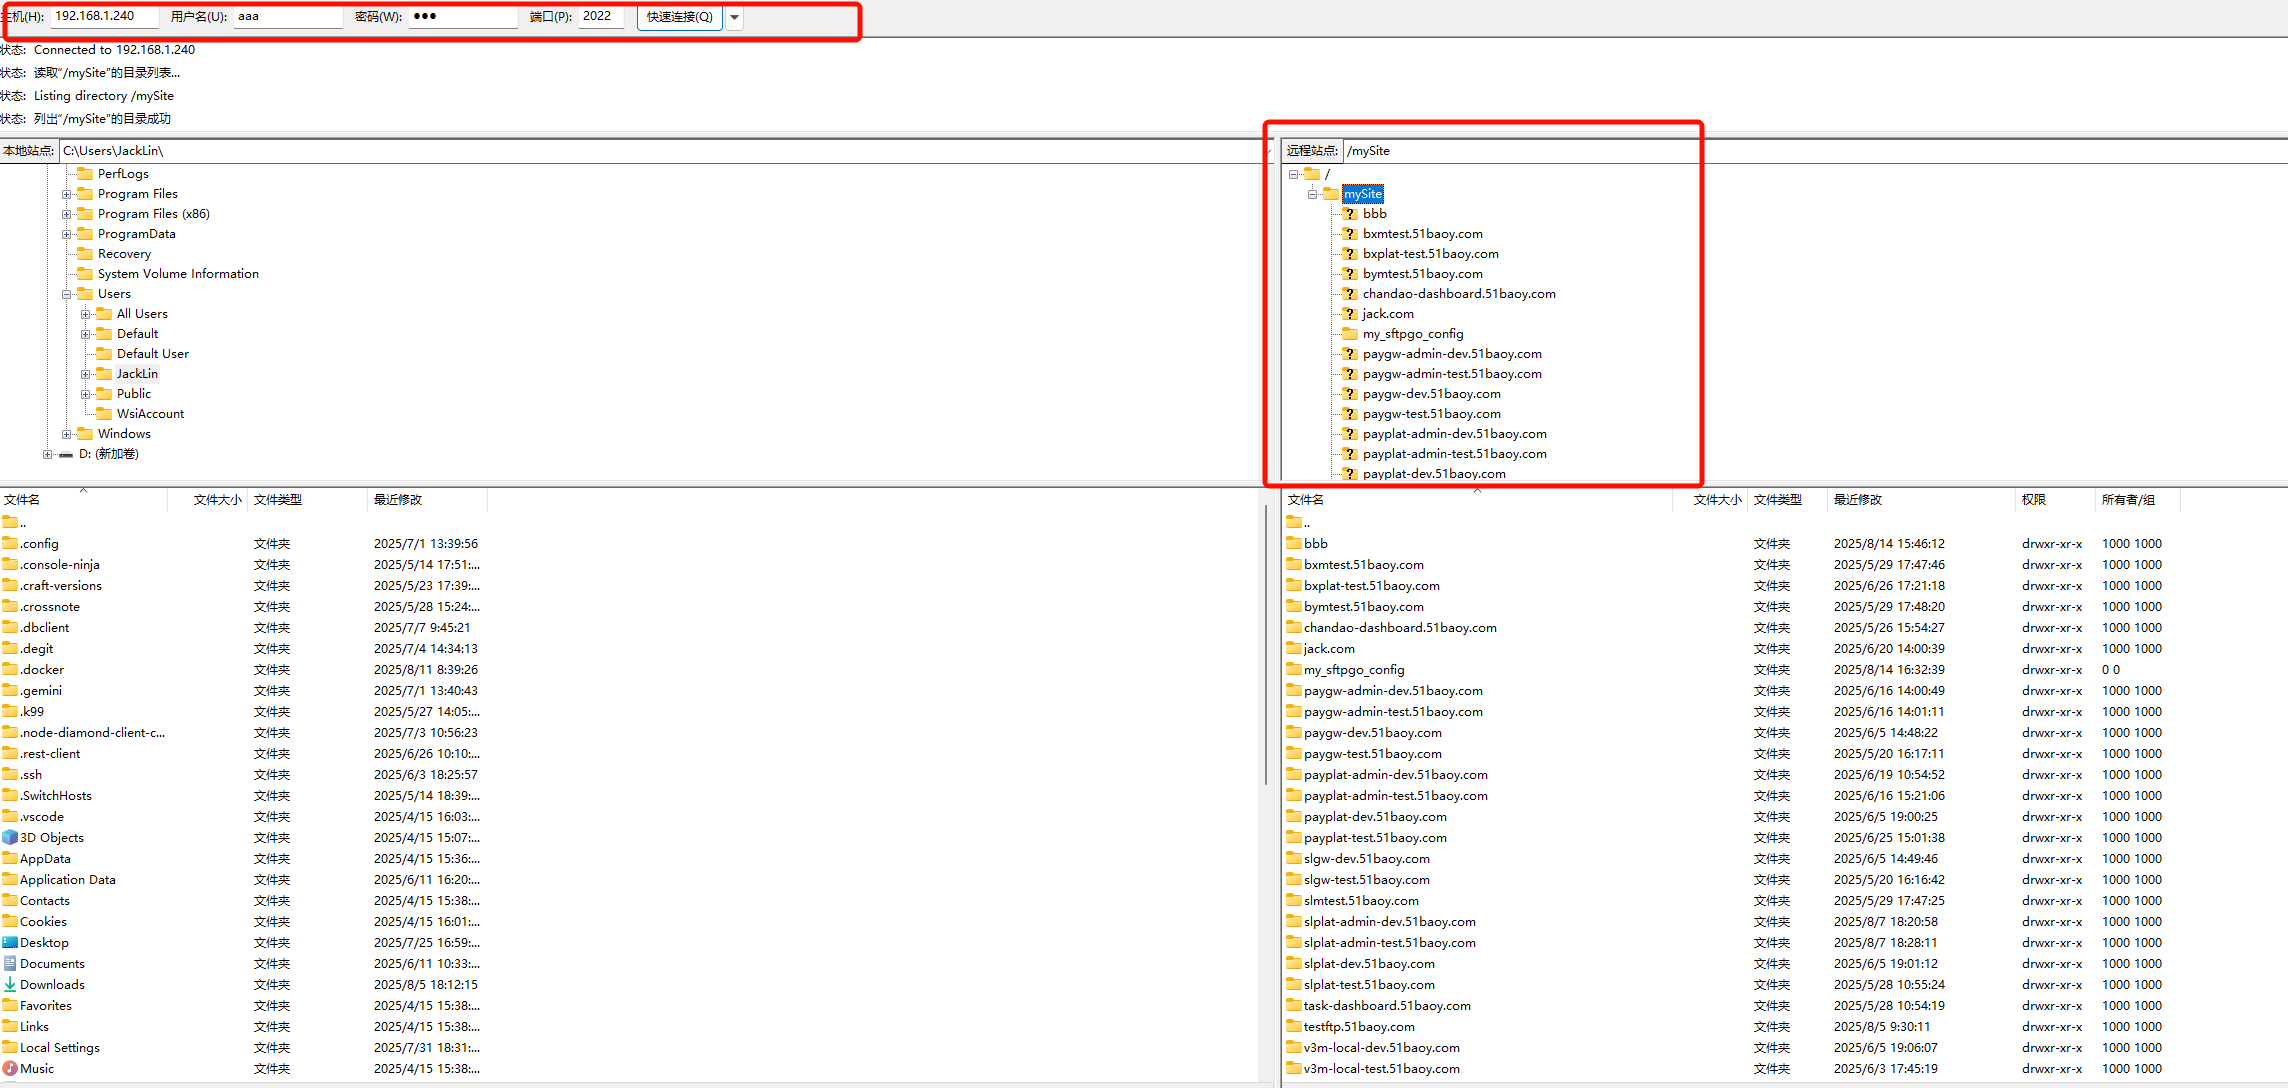 主机(H): 192.168.1.240 用户名(U): aaa 密码(W): ●●● 端口(P): 2022 快速连接(Q)
状态: Connected to 192.168.1.240
状态: 读取"/mySite"的目录列表...
状态: Listing directory /mySite
状态: 列出"/mySite"的目录成功
本地站点: C:\Users\JackLin\
PerfLogs
Program Files
Program Files (x86)
ProgramData
Recovery
System Volume Information
Users
All Users
Default
Default User
JackLin
Public
WsiAccount
Windows
D: (新加卷)
远程站点: /mySite
/
mySite
bbb
bxmtest.51baoy.com
bxplat-test.51baoy.com
bymtest.51baoy.com
chandao-dashboard.51baoy.com
jack.com
my_sftpgo_config
paygw-admin-dev.51baoy.com
paygw-admin-test.51baoy.com
paygw-dev.51baoy.com
paygw-test.51baoy.com
payplat-admin-dev.51baoy.com
payplat-admin-test.51baoy.com
payplat-dev.51baoy.com
文件名 文件大小 文件类型 最近修改
..
.config 文件夹 2025/7/1 13:39:56
.console-ninja 文件夹 2025/5/14 17:51:...
.craft-versions 文件夹 2025/5/23 17:39:...
.crossnote 文件夹 2025/5/28 15:24:...
.dbclient 文件夹 2025/7/7 9:45:21
.degit 文件夹 2025/7/4 14:34:13
.docker 文件夹 2025/8/11 8:39:26
.gemini 文件夹 2025/7/1 13:40:43
.k99 文件夹 2025/5/27 14:05:...
.node-diamond-client-c... 文件夹 2025/7/3 10:56:23
.rest-client 文件夹 2025/6/26 10:10:...
.ssh 文件夹 2025/6/3 18:25:57
.SwitchHosts 文件夹 2025/5/14 18:39:...
.vscode 文件夹 2025/4/15 16:03:...
3D Objects 文件夹 2025/4/15 15:07:...
AppData 文件夹 2025/4/15 15:36:...
Application Data 文件夹 2025/6/11 16:20:...
Contacts 文件夹 2025/4/15 15:38:...
Cookies 文件夹 2025/4/15 16:01:...
Desktop 文件夹 2025/7/25 16:59:...
Documents 文件夹 2025/6/11 10:33:...
Downloads 文件夹 2025/8/5 18:12:15
Favorites 文件夹 2025/4/15 15:38:...
Links 文件夹 2025/4/15 15:38:...
Local Settings 文件夹 2025/7/31 18:31:...
Music 文件夹 2025/4/15 15:38:...
文件名 文件大小 文件类型 最近修改 权限 所有者/组
..
bbb 文件夹 2025/8/14 15:46:12 drwxr-xr-x 1000 1000
bxmtest.51baoy.com 文件夹 2025/5/29 17:47:46 drwxr-xr-x 1000 1000
bxplat-test.51baoy.com 文件夹 2025/6/26 17:21:18 drwxr-xr-x 1000 1000
bymtest.51baoy.com 文件夹 2025/5/29 17:48:20 drwxr-xr-x 1000 1000
chandao-dashboard.51baoy.com 文件夹 2025/5/26 15:54:27 drwxr-xr-x 1000 1000
jack.com 文件夹 2025/6/20 14:00:39 drwxr-xr-x 1000 1000
my_sftpgo_config 文件夹 2025/8/14 16:32:39 drwxr-xr-x 0 0
paygw-admin-dev.51baoy.com 文件夹 2025/6/16 14:00:49 drwxr-xr-x 1000 1000
paygw-admin-test.51baoy.com 文件夹 2025/6/16 14:01:11 drwxr-xr-x 1000 1000
paygw-dev.51baoy.com 文件夹 2025/6/5 14:48:22 drwxr-xr-x 1000 1000
paygw-test.51baoy.com 文件夹 2025/5/20 16:17:11 drwxr-xr-x 1000 1000
payplat-admin-dev.51baoy.com 文件夹 2025/6/19 10:54:52 drwxr-xr-x 1000 1000
payplat-admin-test.51baoy.com 文件夹 2025/6/16 15:21:06 drwxr-xr-x 1000 1000
payplat-dev.51baoy.com 文件夹 2025/6/5 19:00:25 drwxr-xr-x 1000 1000
payplat-test.51baoy.com 文件夹 2025/6/25 15:01:38 drwxr-xr-x 1000 1000
slgw-dev.51baoy.com 文件夹 2025/6/5 14:49:46 drwxr-xr-x 1000 1000
slgw-test.51baoy.com 文件夹 2025/5/20 16:16:42 drwxr-xr-x 1000 1000
slmtest.51baoy.com 文件夹 2025/5/29 17:47:25 drwxr-xr-x 1000 1000
slplat-admin-dev.51baoy.com 文件夹 2025/8/7 18:20:58 drwxr-xr-x 1000 1000
slplat-admin-test.51baoy.com 文件夹 2025/8/7 18:28:11 drwxr-xr-x 1000 1000
slplat-dev.51baoy.com 文件夹 2025/6/5 19:01:12 drwxr-xr-x 1000 1000
slplat-test.51baoy.com 文件夹 2025/5/28 10:55:24 drwxr-xr-x 1000 1000
task-dashboard.51baoy.com 文件夹 2025/5/28 10:54:19 drwxr-xr-x 1000 1000
testftp.51baoy.com 文件夹 2025/8/5 9:30:11 drwxr-xr-x 1000 1000
v3m-local-dev.51baoy.com 文件夹 2025/6/5 19:06:07 drwxr-xr-x 1000 1000
v3m-local-test.51baoy.com 文件夹 2025/6/3 17:45:19 drwxr-xr-x 1000 1000